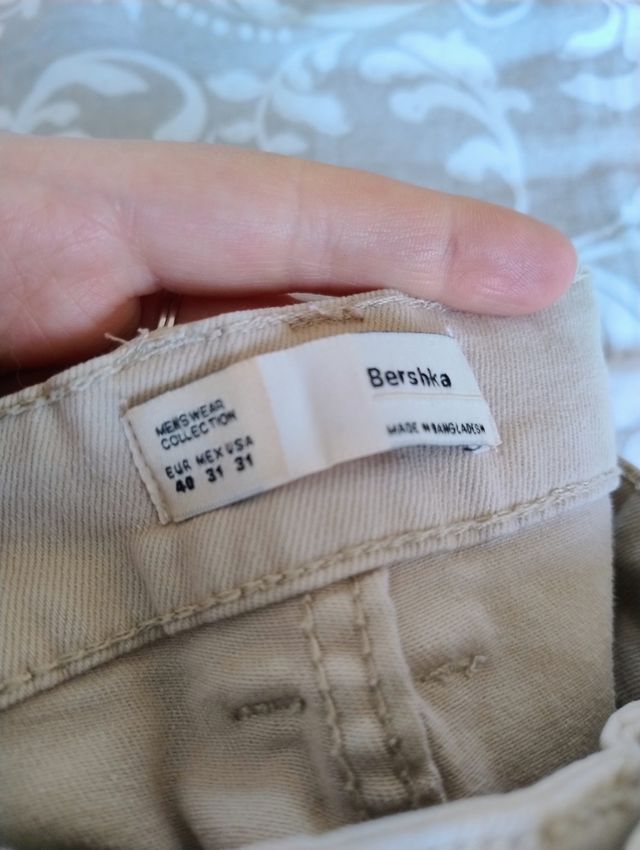 MENSWEAR
COLLECTION
EUR MEX USA
40 31 31
Bershka
MADE IN BANGLADESH